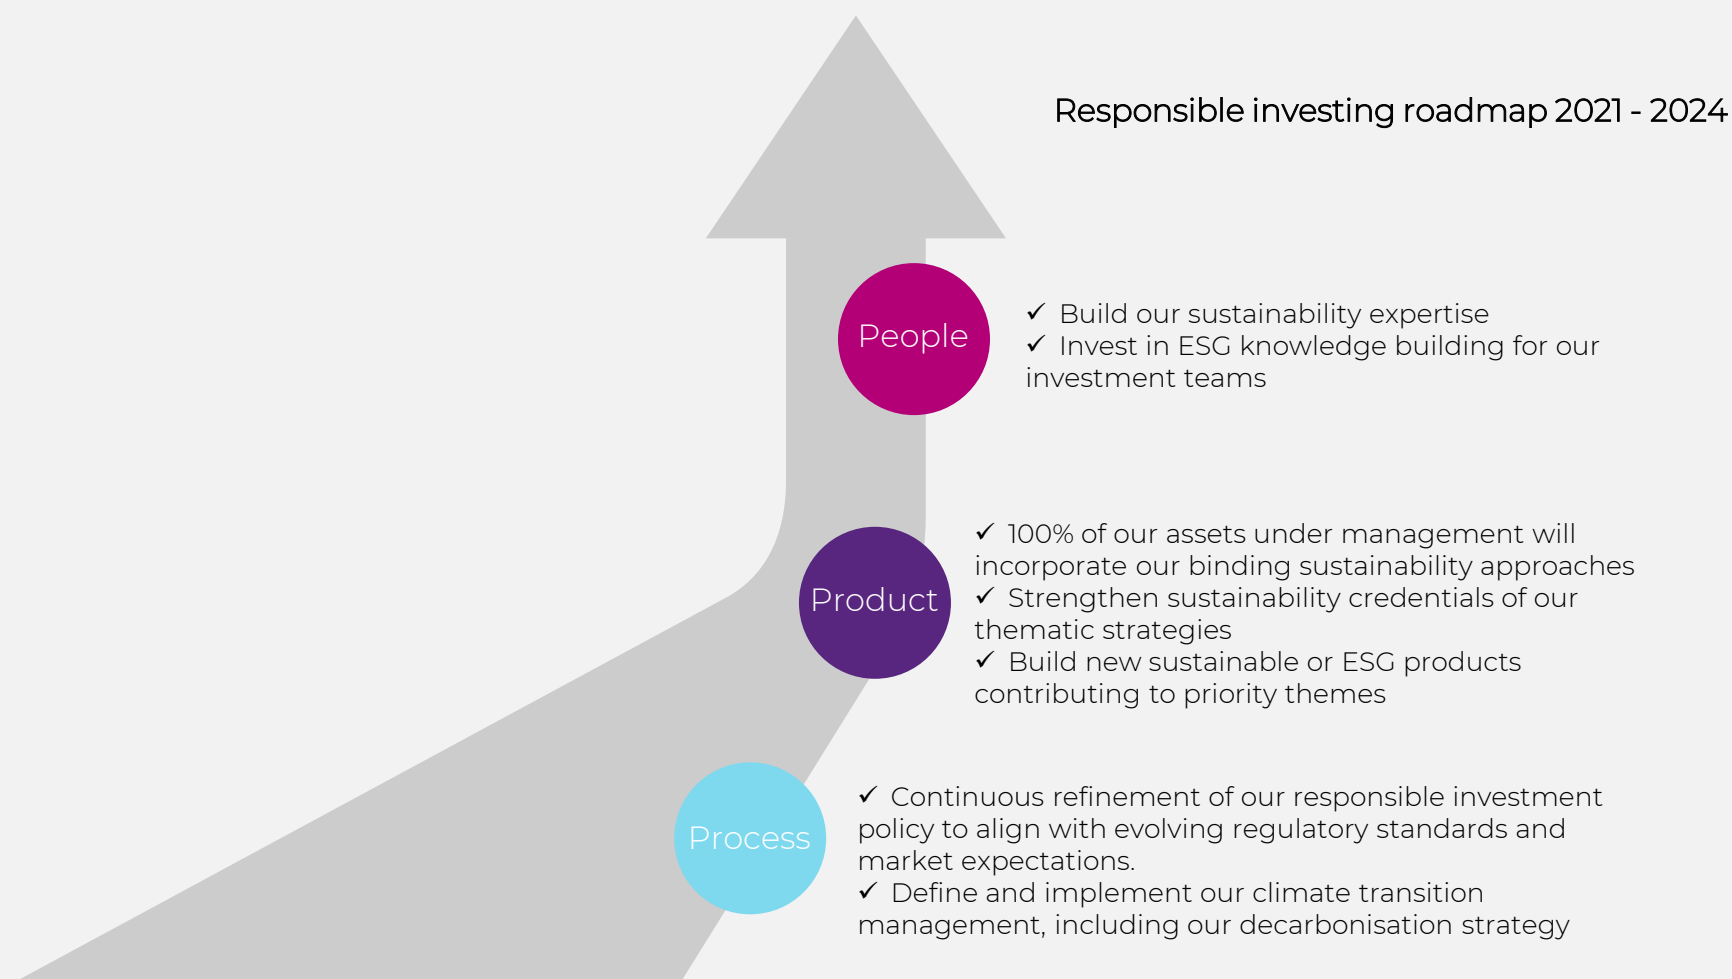 Responsible investing roadmap 2021 - 2024
People
✓ Build our sustainability expertise
✓ Invest in ESG knowledge building for our
investment teams
Product
✓ 100% of our assets under management will
incorporate our binding sustainability approaches
✓ Strengthen sustainability credentials of our
thematic strategies
✓ Build new sustainable or ESG products
contributing to priority themes
Process
✓ Continuous refinement of our responsible investment
policy to align with evolving regulatory standards and
market expectations.
✓ Define and implement our climate transition
management, including our decarbonisation strategy